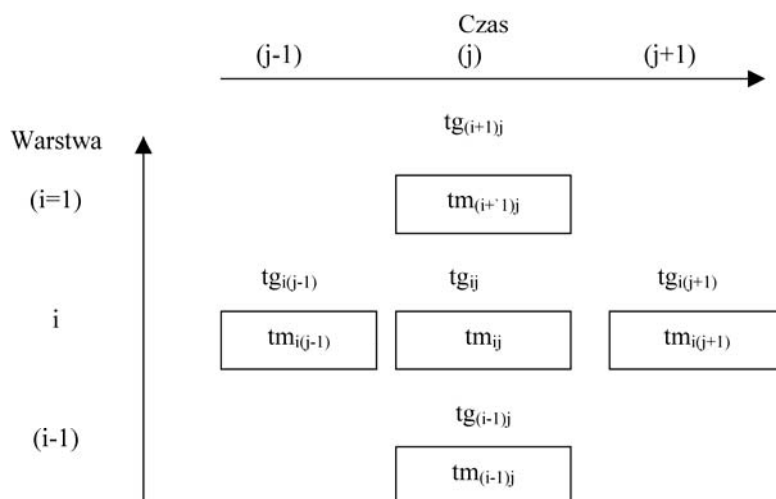 Czas
(j-1) (j) (j+1)
tg(i+1)j
Warstwa
(i=1) tm(i+`1)j
tgi(j-1) tgij tgi(j+1)
i tmi(j-1) tmij tmi(j+1)
tg(i-1)j
(i-1)
tm(i-1)j